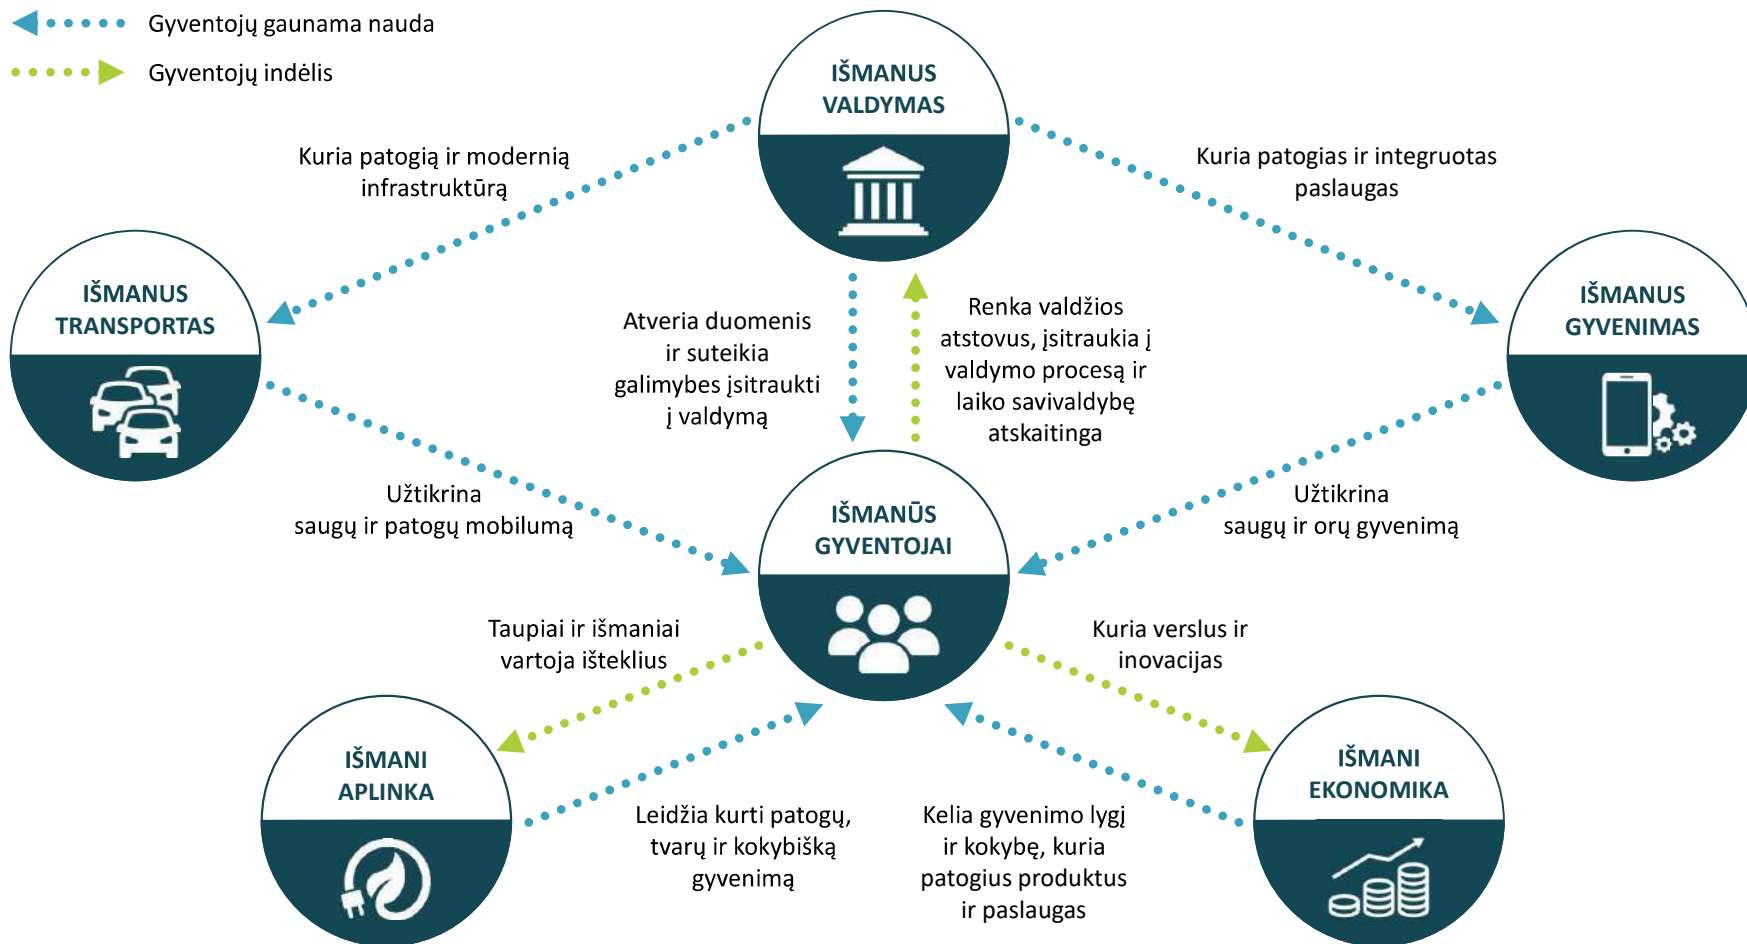 Gyventojų gaunama nauda
Gyventojų indėlis
IŠMANUS
VALDYMAS
Kuria patogią ir modernią
infrastruktūrą
Kuria patogias ir integruotas
paslaugas
IŠMANUS
TRANSPORTAS
IŠMANUS
GYVENIMAS
Atveria duomenis
ir suteikia
galimybes įsitraukti
į valdymą
Renka valdžios
atstovus, įsitraukia į
valdymo procesą ir
laiko savivaldybę
atskaitinga
Užtikrina
saugų ir patogų mobilumą
Užtikrina
saugų ir orų gyvenimą
IŠMANŪS
GYVENTOJAI
Taupiai ir išmaniai
vartoja išteklius
Kuria verslus ir
inovacijas
IŠMANI
APLINKA
IŠMANI
EKONOMIKA
Leidžia kurti patogų,
tvarų ir kokybišką
gyvenimą
Kelia gyvenimo lygį
ir kokybę, kuria
patogius produktus
ir paslaugas